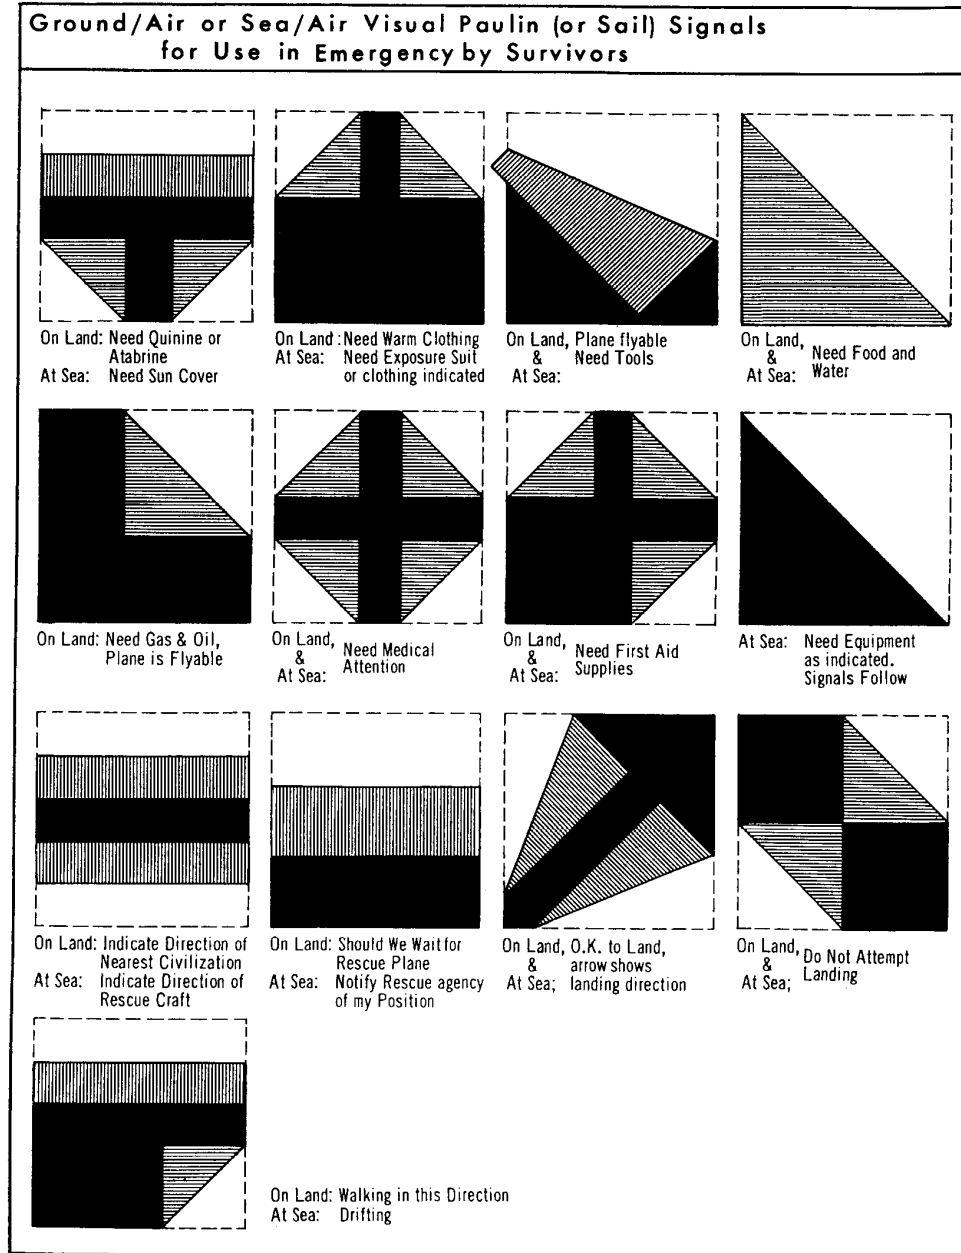 Ground/Air or Sea/Air Visual Paulin (or Sail) Signals
for Use in Emergency by Survivors
On Land: Need Quinine or
Atabrine
At Sea: Need Sun Cover
On Land: Need Warm Clothing
At Sea: Need Exposure Suit
or clothing indicated
On Land, Plane flyable
& Need Tools
At Sea:
On Land,
& Need Food and
At Sea: Water
On Land: Need Gas & Oil,
Plane is Flyable
On Land,
& Need Medical
At Sea: Attention
On Land,
& Need First Aid
At Sea: Supplies
At Sea: Need Equipment
as indicated.
Signals Follow
On Land: Indicate Direction of
Nearest Civilization
At Sea: Indicate Direction of
Rescue Craft
On Land: Should We Wait for
Rescue Plane
At Sea: Notify Rescue agency
of my Position
On Land, O.K. to Land,
& arrow shows
At Sea; landing direction
On Land,
& Do Not Attempt
At Sea; Landing
On Land: Walking in this Direction
At Sea: Drifting